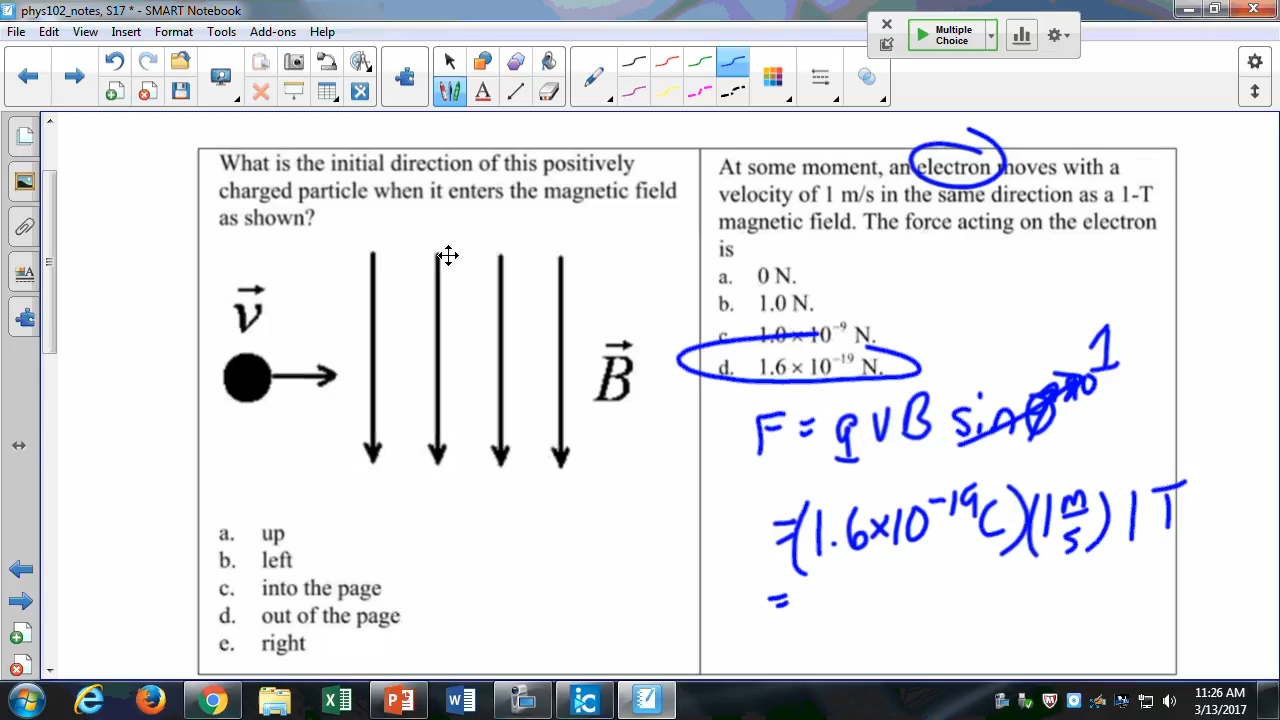 phys102_notes, S17 * - SMART Notebook
File Edit View Insert Format Tools Add-ons Help
Multiple Choice
What is the initial direction of this positively
charged particle when it enters the magnetic field
as shown?
v
B
a. up
b. left
c. into the page
d. out of the page
e. right
At some moment, an electron moves with a
velocity of 1 m/s in the same direction as a 1-T
magnetic field. The force acting on the electron
is
a. 0 N.
b. 1.0 N.
c. 1.0 × 10⁻⁹ N.
d. 1.6 × 10⁻¹⁹ N.
F = qvB sin 1
=(1.6×10⁻¹⁹C)(1 m/s) 1 T
=
11:26 AM
3/13/2017